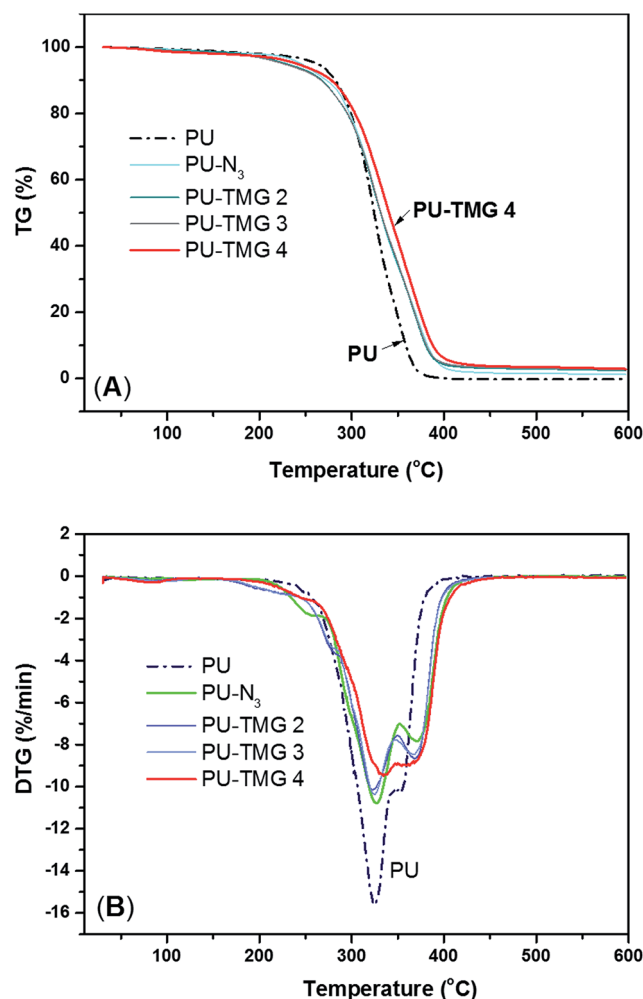 100
80
60
40
20
0
TG (%)
PU
PU-N3
PU-TMG 2
PU-TMG 3
PU-TMG 4
PU-TMG 4
PU
(A)
100 200 300 400 500 600
Temperature (°C)
2
0
-2
-4
-6
-8
-10
-12
-14
-16
DTG (%/min)
PU
PU-N3
PU-TMG 2
PU-TMG 3
PU-TMG 4
PU
(B)
100 200 300 400 500 600
Temperature (°C)